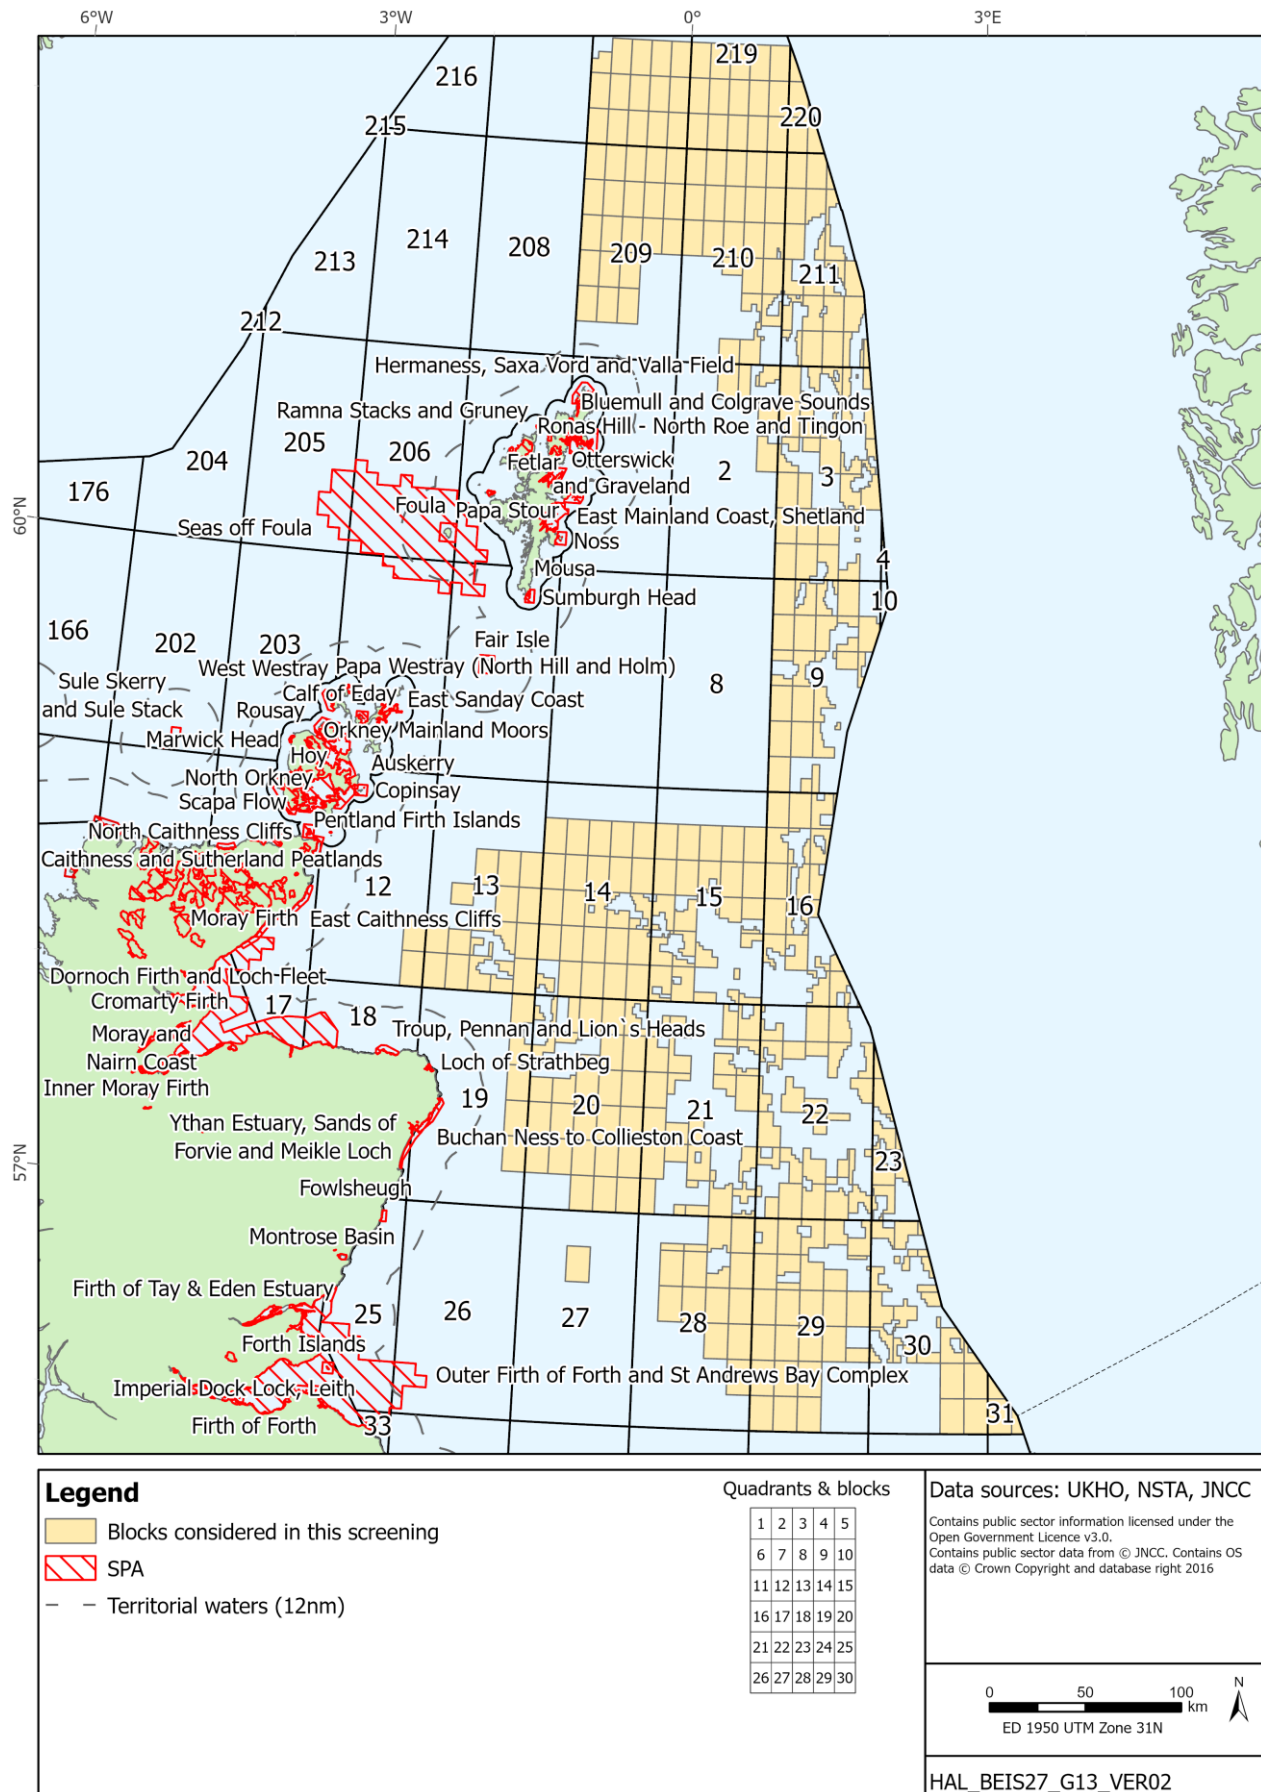 6°W
3°W
0°
3°E
219
216
220
215
214
208
213
209
210
211
212
Hermaness, Saxa Vord and Valla Field
Bluemull and Colgrave Sounds
Ramna Stacks and Gruney
Ronas Hill - North Roe and Tingon
205
206
204
Fetlar
Otterswick
and Graveland
2
3
176
60°N
Foula
Papa Stour
East Mainland Coast, Shetland
Seas off Foula
Noss
4
Mousa
10
Sumburgh Head
166
202
203
Fair Isle
West Westray
Papa Westray (North Hill and Holm)
9
8
Sule Skerry
and Sule Stack
Calf of Eday
East Sanday Coast
Rousay
Orkney Mainland Moors
Marwick Head
Hoy
Auskerry
North Orkney
Copinsay
Scapa Flow
Pentland Firth Islands
North Caithness Cliffs
Caithness and Sutherland Peatlands
12
13
14
15
16
Moray Firth
East Caithness Cliffs
Dornoch Firth and Loch-Fleet
Cromarty Firth
17
18
Moray and
Nairn Coast
Troup, Pennan and Lion`s Heads
Loch of Strathbeg
Inner Moray Firth
19
20
21
22
Ythan Estuary, Sands of
Forvie and Meikle Loch
Buchan Ness to Collieston Coast
57°N
23
Fowlsheugh
Montrose Basin
Firth of Tay & Eden Estuary
25
26
27
28
29
30
Forth Islands
Outer Firth of Forth and St Andrews Bay Complex
Imperial Dock Lock, Leith
Firth of Forth
33
31
Legend
Blocks considered in this screening
SPA
Territorial waters (12nm)
Quadrants & blocks
1 2 3 4 5
6 7 8 9 10
11 12 13 14 15
16 17 18 19 20
21 22 23 24 25
26 27 28 29 30
Data sources: UKHO, NSTA, JNCC
Contains public sector information licensed under the
Open Government Licence v3.0.
Contains public sector data from © JNCC. Contains OS
data © Crown Copyright and database right 2016
N
0 50 100
km
ED 1950 UTM Zone 31N
HAL_BEIS27_G13_VER02